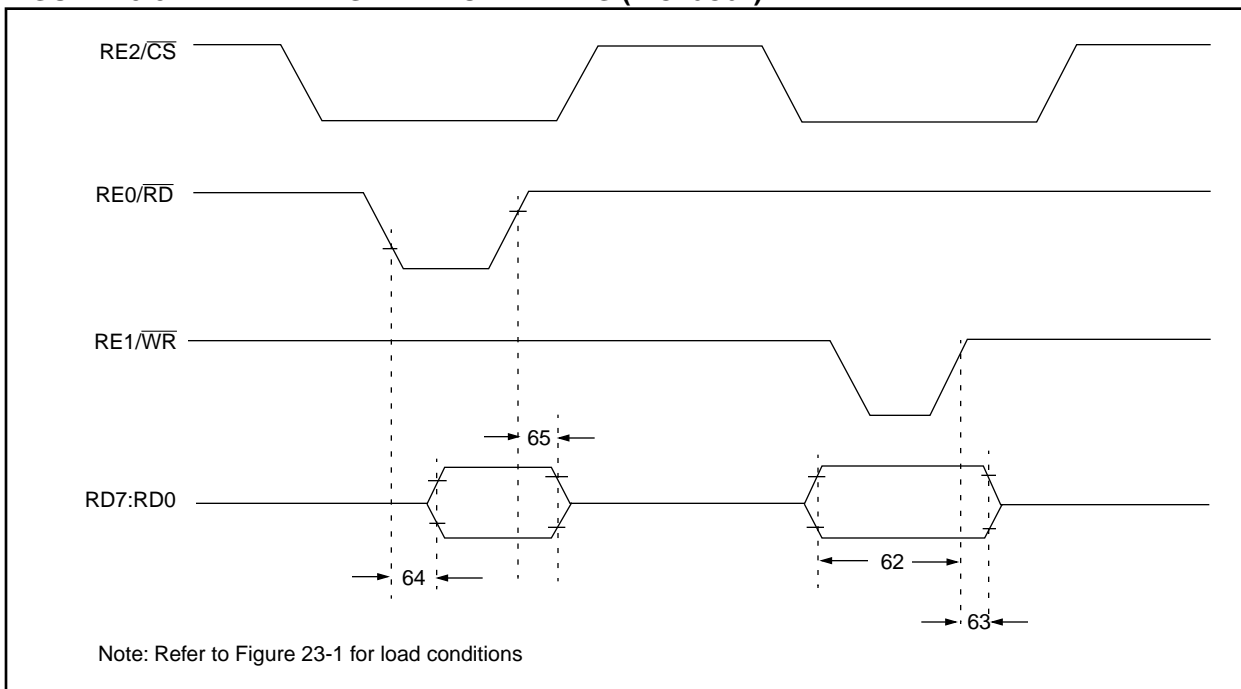 RE2/CS
RE0/RD
RE1/WR
65
RD7:RD0
62
64
63
Note: Refer to Figure 23-1 for load conditions